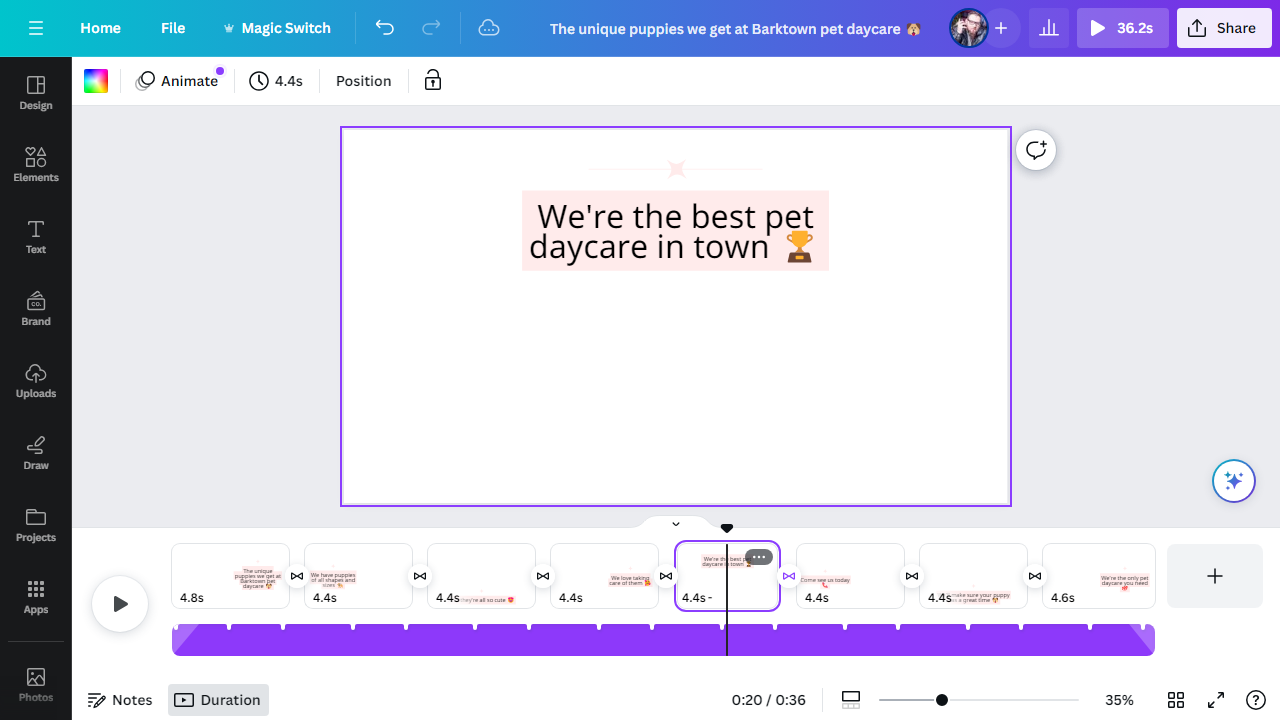 Home
File
Magic Switch
The unique puppies we get at Barktown pet daycare 🙈
36.2s
Share
Design
Elements
Text
CO.
Brand
Uploads
Draw
Projects
Apps
Photos
Animate
4.4s
Position
We're the best pet
daycare in town 🏆
The unique
puppies we get at
Barktown pet
daycare
4.8s
We have puppies
of all shapes and
sizes
4.4s
they're all so cute
4.4s
We love taking
care of them
4.4s
We're the best pet
daycare in town
4.4s -
Come see us today
4.4s
make sure your puppy
has a great time
4.4s
We're the only pet
daycare you need
4.6s
Notes
Duration
0:20 / 0:36
35%